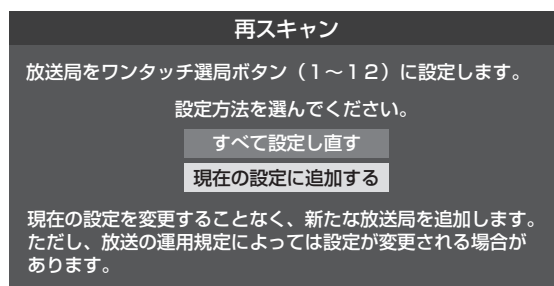 再スキャン
放送局をワンタッチ選局ボタン（１～１２）に設定します。
設定方法を選んでください。
すべて設定し直す
現在の設定に追加する
現在の設定を変更することなく、新たな放送局を追加します。
ただし、放送の運用規定によっては設定が変更される場合が
あります。